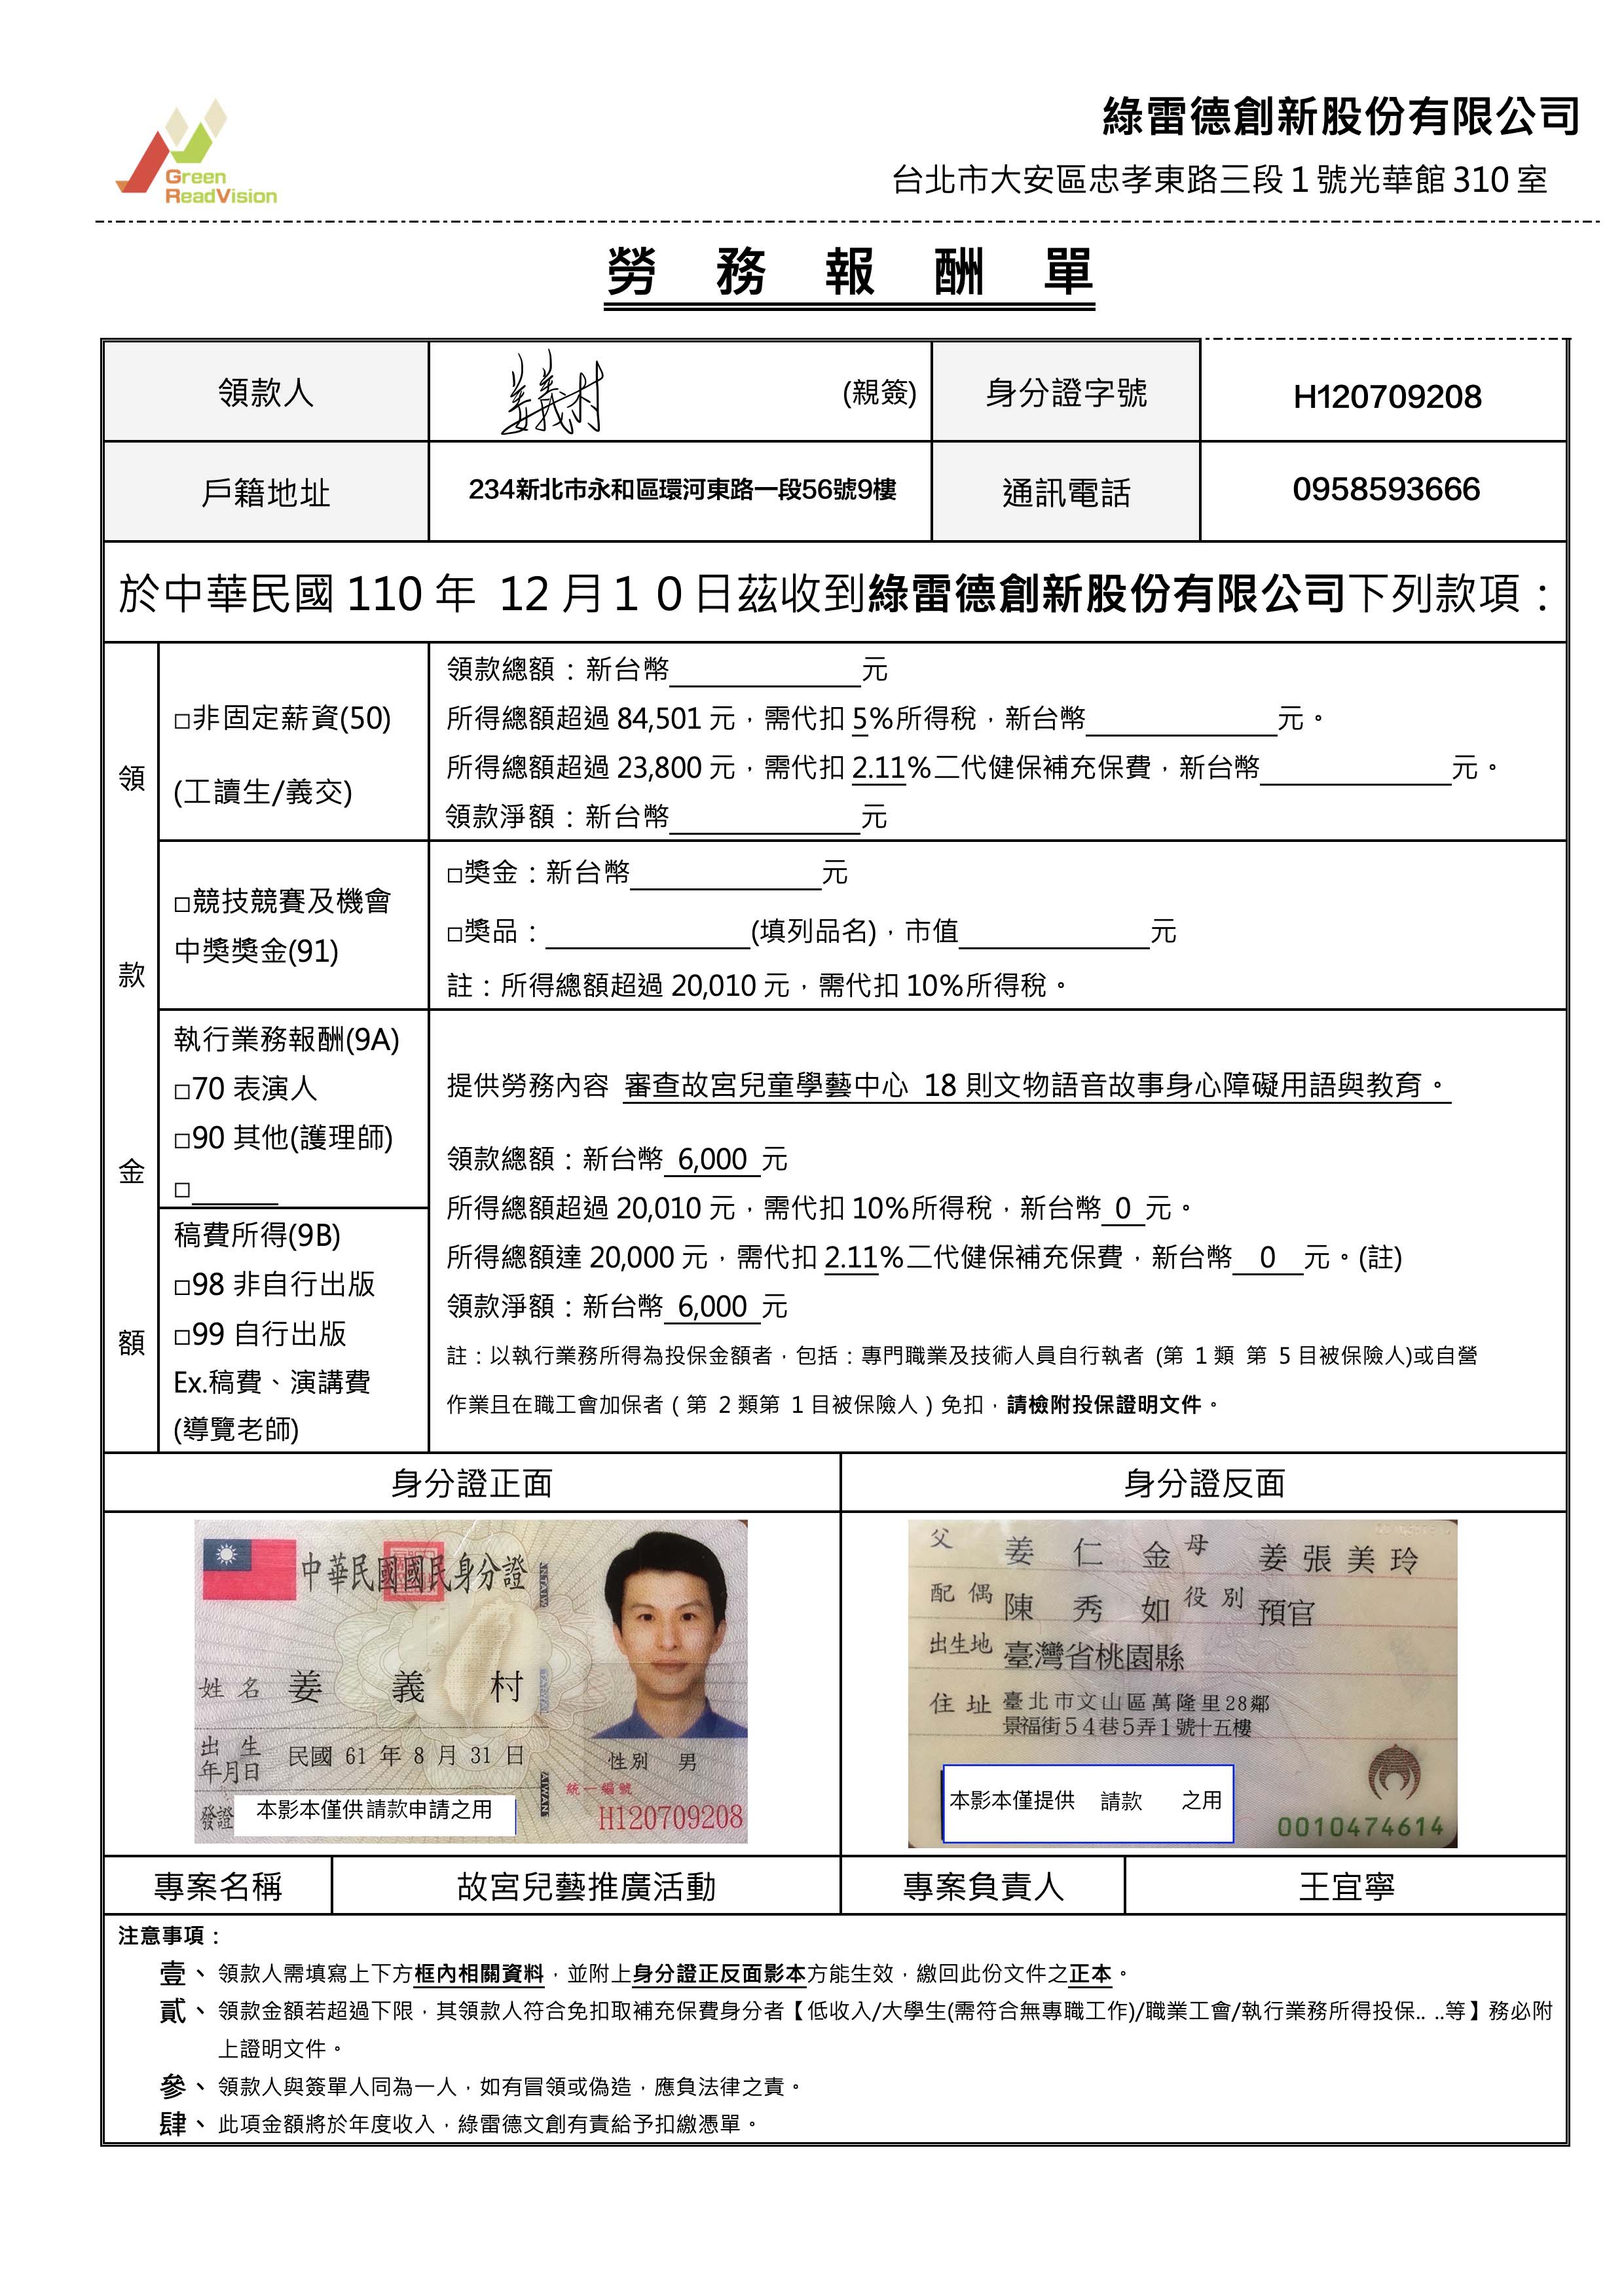 Green
ReadVision
綠雷德創新股份有限公司
台北市大安區忠孝東路三段1號光華館310室
勞務報酬單
領款人
姜義村
(親簽)
身分證字號
H120709208
戶籍地址
234新北市永和區環河東路一段56號9樓
通訊電話
0958593666
於中華民國 110 年 12 月10日茲收到綠雷德創新股份有限公司下列款項：
領款金額
□非固定薪資(50)
(工讀生/義交)
領款總額：新台幣 元
所得總額超過 84,501 元，需代扣 5%所得稅，新台幣 元。
所得總額超過 23,800 元，需代扣 2.11%二代健保補充保費，新台幣 元。
領款淨額：新台幣 元
□競技競賽及機會
中獎獎金(91)
□獎金：新台幣 元
□獎品： (填列品名)，市值 元
註：所得總額超過 20,010 元，需代扣 10%所得稅。
執行業務報酬(9A)
□70 表演人
□90 其他(護理師)
□
稿費所得(9B)
□98 非自行出版
□99 自行出版
Ex.稿費、演講費
(導覽老師)
提供勞務內容 審查故宮兒童學藝中心 18 則文物語音故事身心障礙用語與教育。
領款總額：新台幣 6,000 元
所得總額超過 20,010 元，需代扣 10%所得稅，新台幣 0 元。
所得總額達 20,000 元，需代扣 2.11%二代健保補充保費，新台幣 0 元。(註)
領款淨額：新台幣 6,000 元
註：以執行業務所得為投保金額者，包括：專門職業及技術人員自行執者 (第 1 類 第 5 目被保險人)或自營
作業且在職工會加保者（第 2 類第 1 目被保險人）免扣，請檢附投保證明文件。
身分證正面
身分證反面
中華民國國民身分證
姓名 姜義村
出生年月日 民國 61 年 8 月 31 日
性別 男
統一編號
發證
本影本僅供請款申請之用
H120709208
父 姜仁金 母 姜張美玲
配偶 陳秀如 役別 預官
出生地 臺灣省桃園縣
住址 臺北市文山區萬隆里28鄰
景福街54巷5弄1號十五樓
本影本僅提供 請款 之用
0010474614
專案名稱
故宮兒藝推廣活動
專案負責人
王宜寧
注意事項：
壹、領款人需填寫上下方框內相關資料，並附上身分證正反面影本方能生效，繳回此份文件之正本。
貳、領款金額若超過下限，其領款人符合免扣取補充保費身分者【低收入/大學生(需符合無專職工作)/職業工會/執行業務所得投保‥‥等】務必附
上證明文件。
參、領款人與簽單人同為一人，如有冒領或偽造，應負法律之責。
肆、此項金額將於年度收入，綠雷德文創有責給予扣繳憑單。